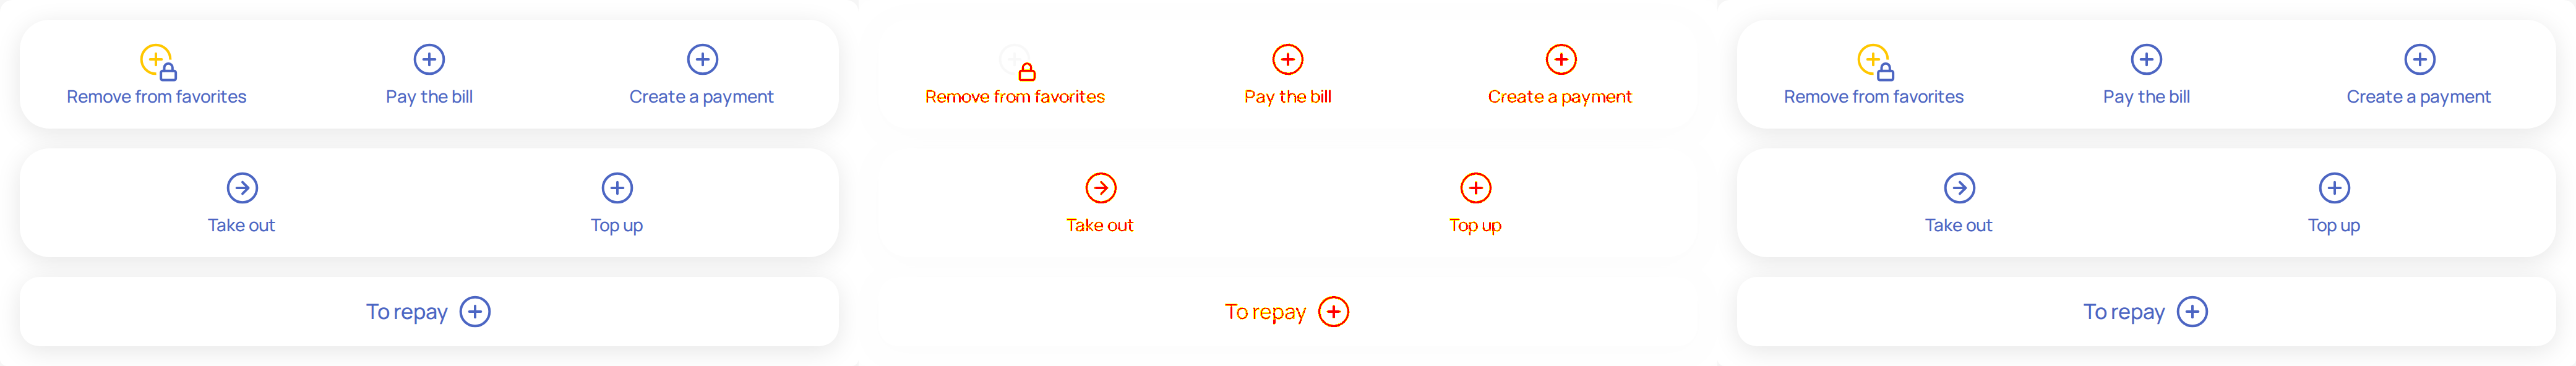 Remove from favorites Pay the bill Create a payment Remove from favorites Pay the bill Create a payment Remove from favorites Pay the bill Create a payment
Take out Top up Take out Top up Take out Top up
To repay To repay To repay